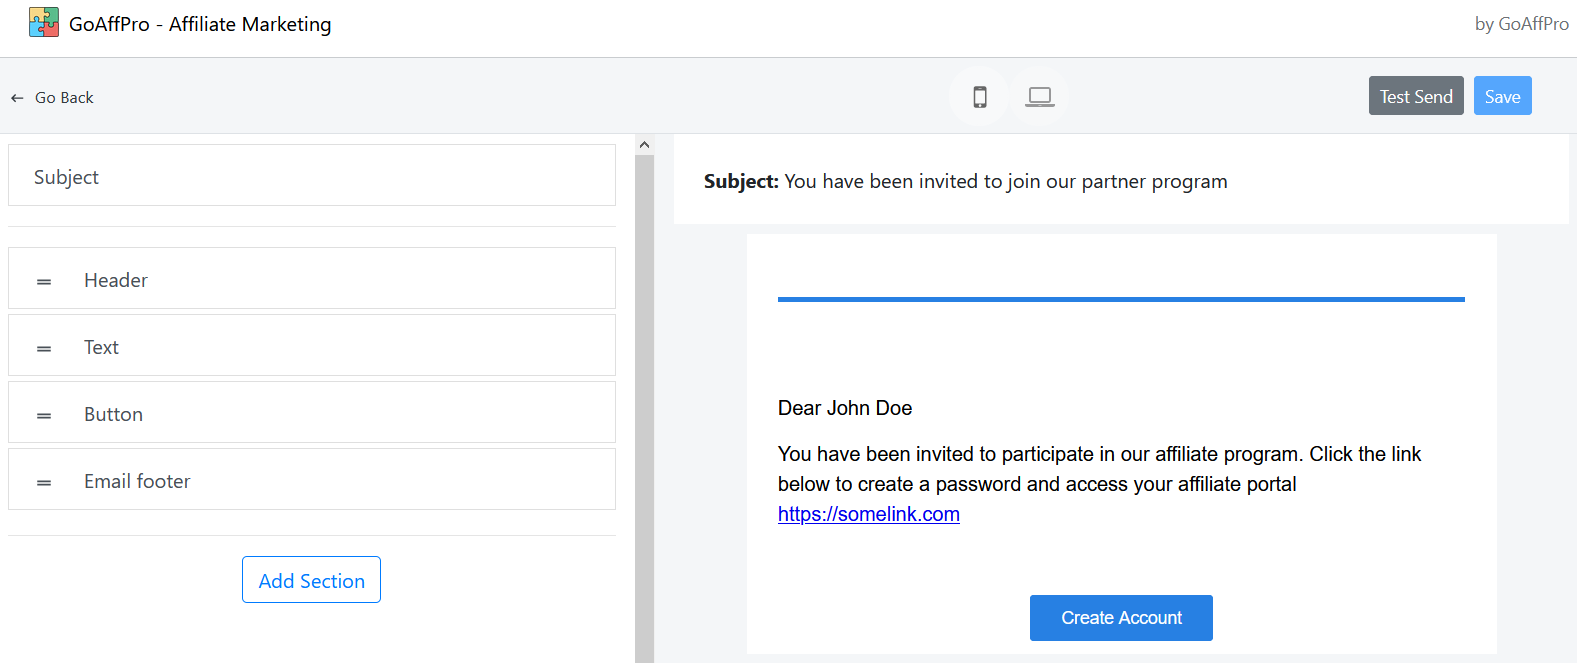 GoAffPro - Affiliate Marketing
by GoAffPro
Go Back
Test Send
Save
Subject
Header
Text
Button
Email footer
Add Section
Subject: You have been invited to join our partner program
Dear John Doe
You have been invited to participate in our affiliate program. Click the link
below to create a password and access your affiliate portal
https://somelink.com
Create Account